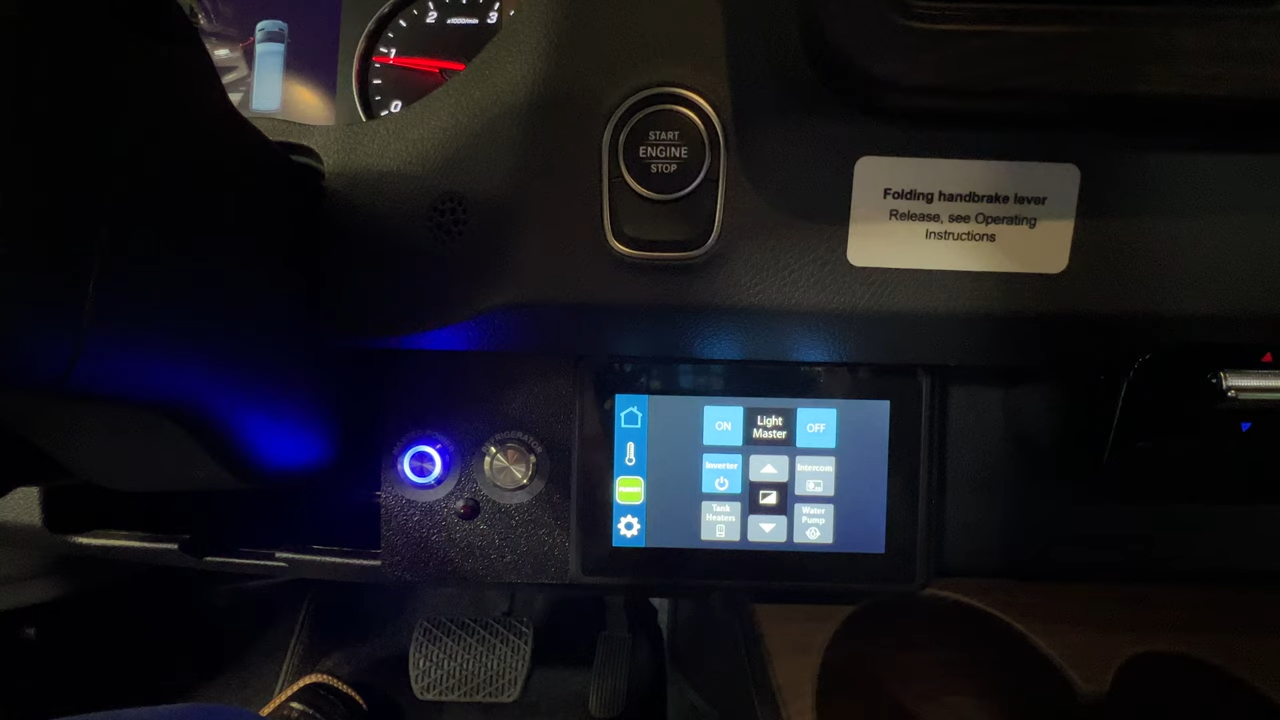 2
3
x1000/min
1
0
START
ENGINE
STOP
Folding handbrake lever
Release, see Operating
Instructions
REFRIGERATOR
ON
Light
Master
OFF
Inverter
Intercom
Tank
Heaters
Water
Pump